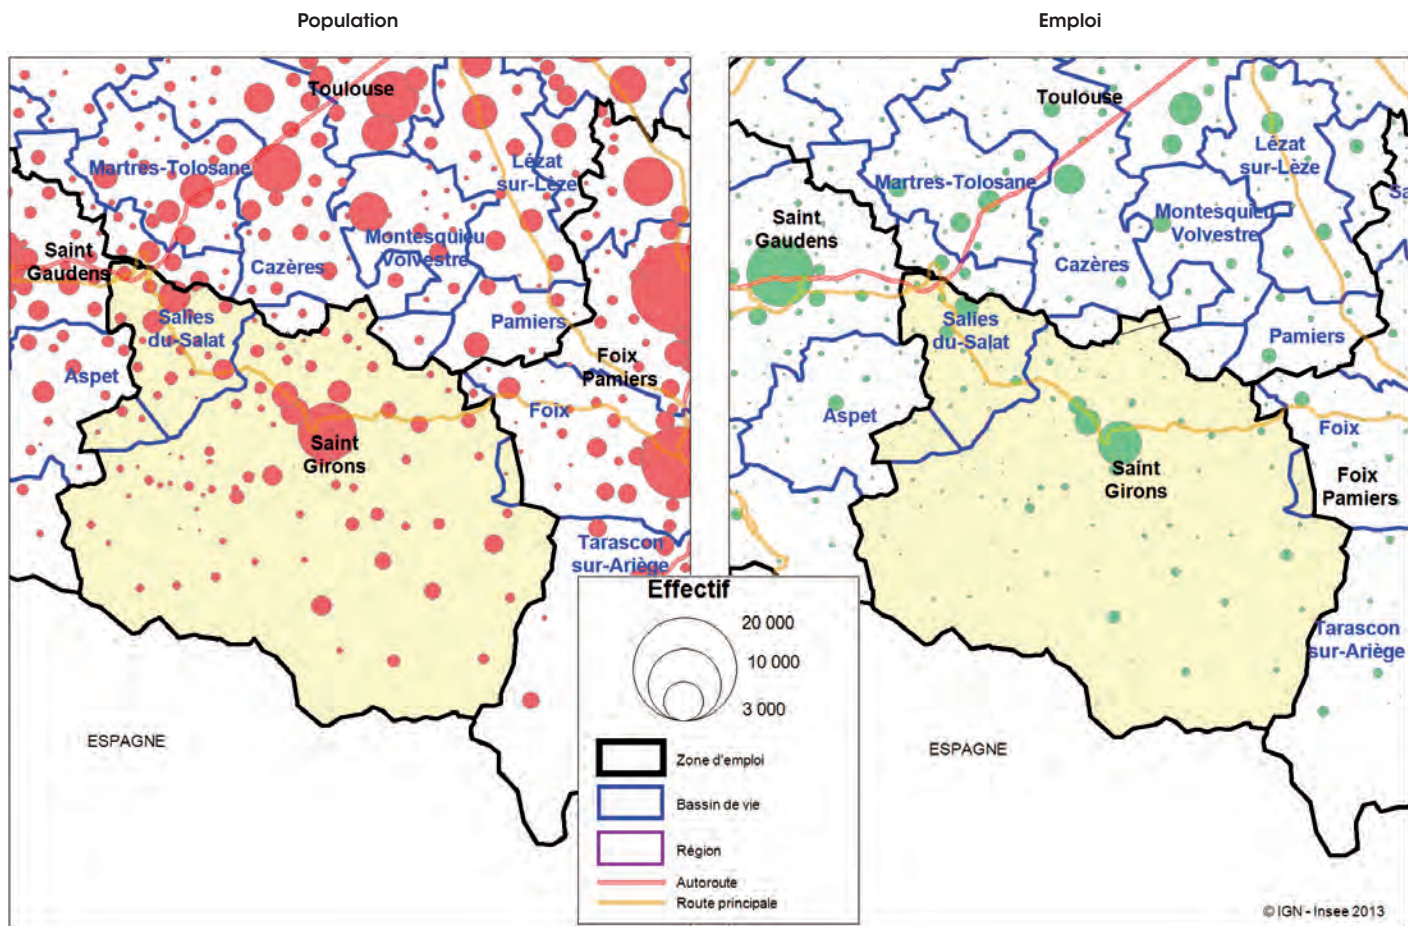 Population
Emploi
Toulouse
Martres-Tolosane
Lézat
sur-Lèze
Saint
Gaudens
Montesquieu
Volvestre
Cazères
Salies
du-Salat
Pamiers
Aspet
Foix
Pamiers
Foix
Saint
Girons
Tarascon
sur-Ariège
ESPAGNE
Toulouse
Lézat
sur-Lèze
Martres-Tolosane
Sa
Saint
Gaudens
Montesquieu
Volvestre
Cazères
Salies
du-Salat
Pamiers
Aspet
Foix
Saint
Girons
Foix
Pamiers
Tarascon
sur-Ariège
ESPAGNE
Effectif
20 000
10 000
3 000
Zone d'emploi
Bassin de vie
Région
Autoroute
Route principale
© IGN - Insee 2013